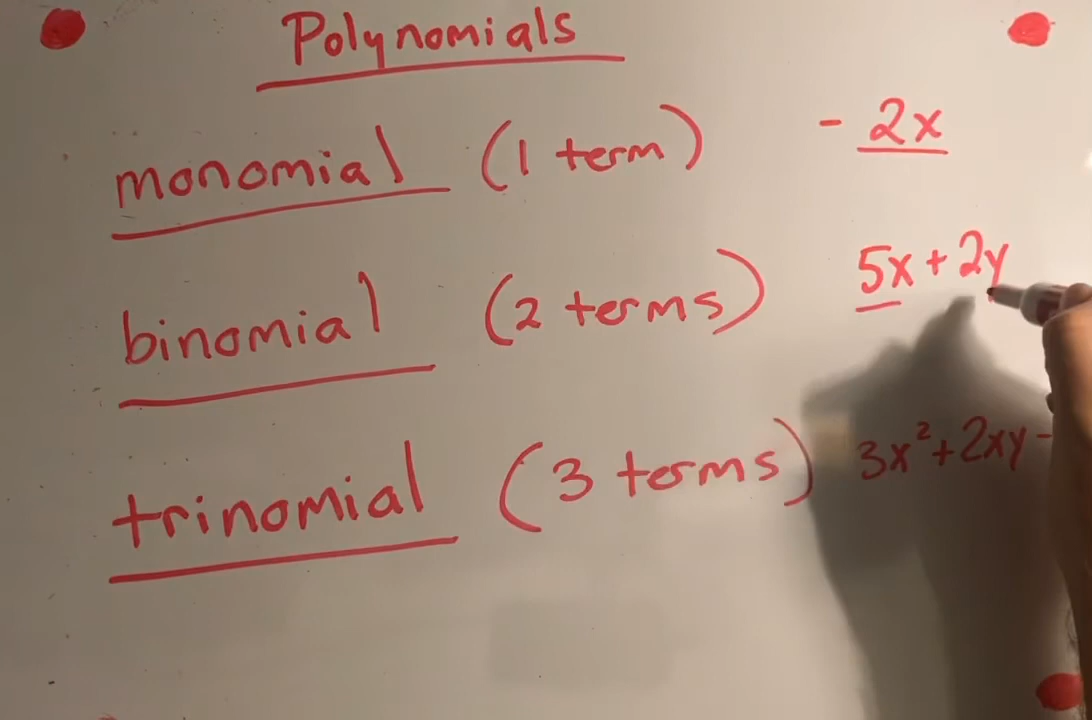 Polynomials
monomial (1 term) - 2x
binomial (2 terms) 5x + 2y
trinomial (3 terms) 3x² + 2xy -